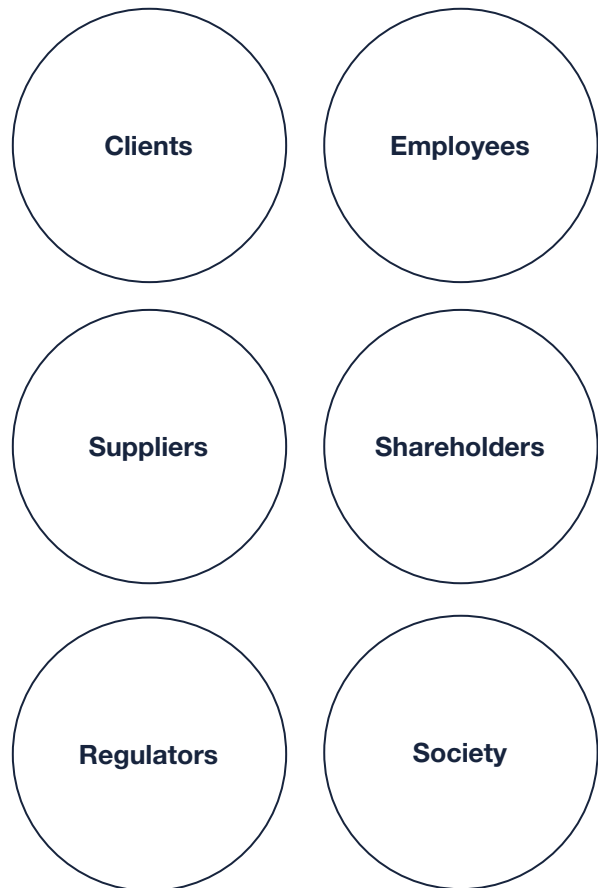 Clients
Employees
Suppliers
Shareholders
Regulators
Society